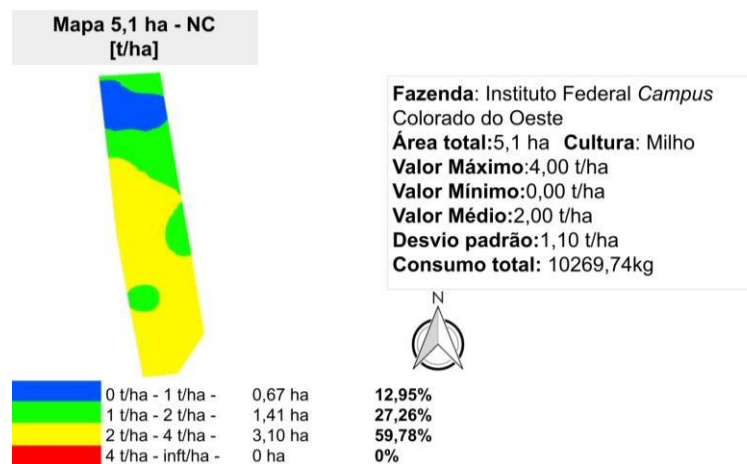 Mapa 5,1 ha - NC
[t/ha]
Fazenda: Instituto Federal Campus
Colorado do Oeste
Área total:5,1 ha Cultura: Milho
Valor Máximo:4,00 t/ha
Valor Mínimo:0,00 t/ha
Valor Médio:2,00 t/ha
Desvio padrão:1,10 t/ha
Consumo total: 10269,74kg
N
0 t/ha - 1 t/ha - 0,67 ha 12,95%
1 t/ha - 2 t/ha - 1,41 ha 27,26%
2 t/ha - 4 t/ha - 3,10 ha 59,78%
4 t/ha - inft/ha - 0 ha 0%